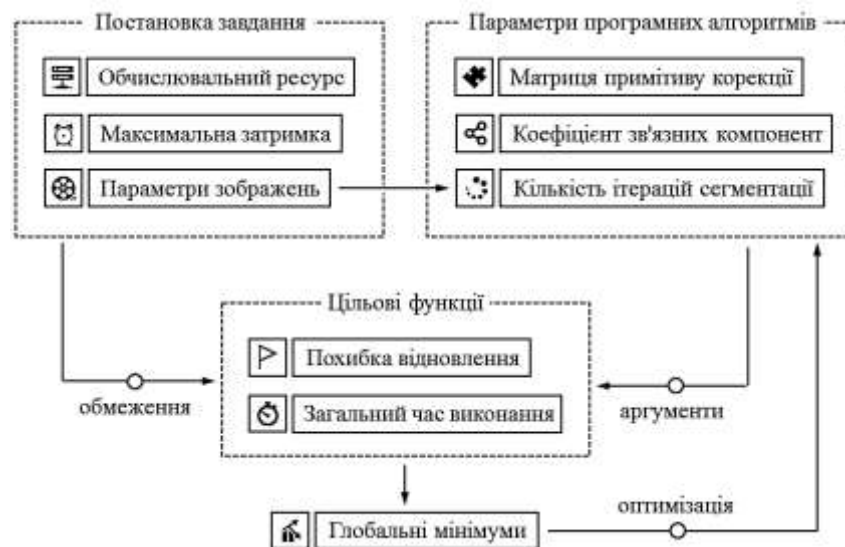 Постановка завдання
Обчислювальний ресурс
Максимальна затримка
Параметри зображень
Параметри програмних алгоритмів
Матриця примітиву корекції
Коефіцієнт зв'язних компонент
Кількість ітерацій сегментації
Цільові функції
Похибка відновлення
Загальний час виконання
обмеження
аргументи
Глобальні мінімуми
оптимізація